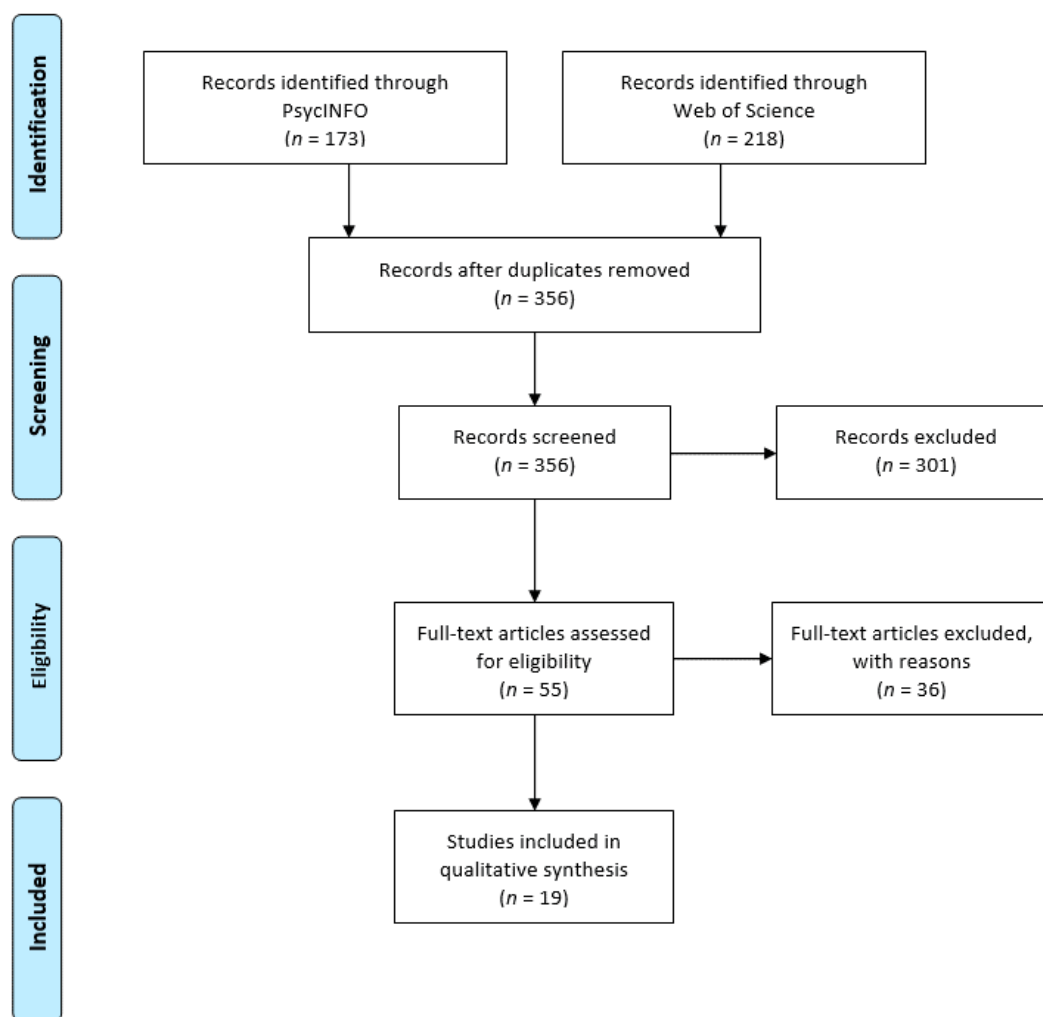 Identification
Records identified through
PsycINFO
(n = 173)
Records identified through
Web of Science
(n = 218)
Records after duplicates removed
(n = 356)
Screening
Records screened
(n = 356)
Records excluded
(n = 301)
Eligibility
Full-text articles assessed
for eligibility
(n = 55)
Full-text articles excluded,
with reasons
(n = 36)
Included
Studies included in
qualitative synthesis
(n = 19)